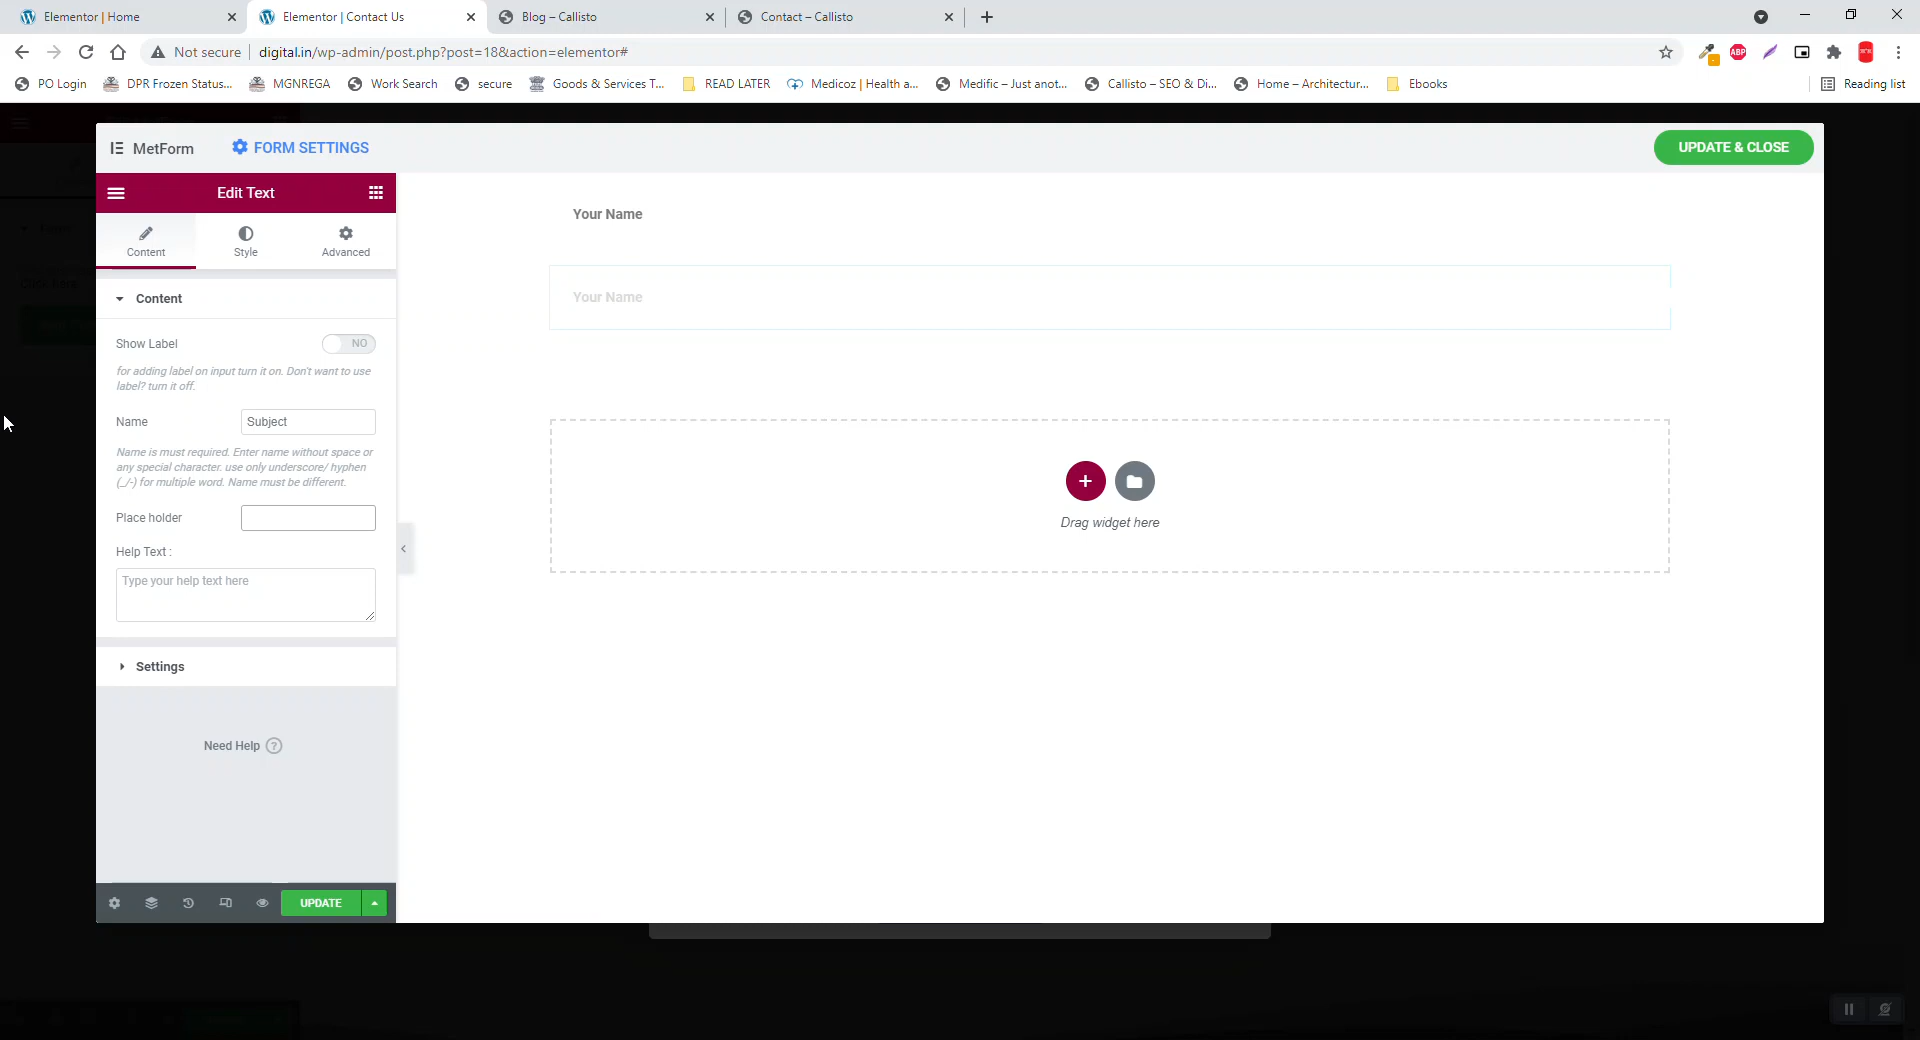 Elementor | Home
Elementor | Contact Us
Blog – Callisto
Contact – Callisto
Not secure
digital.in/wp-admin/post.php?post=18&action=elementor#
ABP
PO Login
DPR Frozen Status...
MGNREGA
Work Search
secure
Goods & Services T...
READ LATER
Medicoz | Health a...
Medific – Just anot...
Callisto – SEO & Di...
Home – Architectur...
Ebooks
Reading list
MetForm
FORM SETTINGS
UPDATE & CLOSE
Edit Text
Content
Style
Advanced
Content
Show Label
NO
for adding label on input turn it on. Don't want to use
label? turn it off.
Name
Subject
Name is must required. Enter name without space or
any special character. use only underscore/ hyphen
(_/-) for multiple word. Name must be different.
Place holder
Help Text :
Type your help text here
Settings
Need Help ?
UPDATE
Your Name
Your Name
Drag widget here